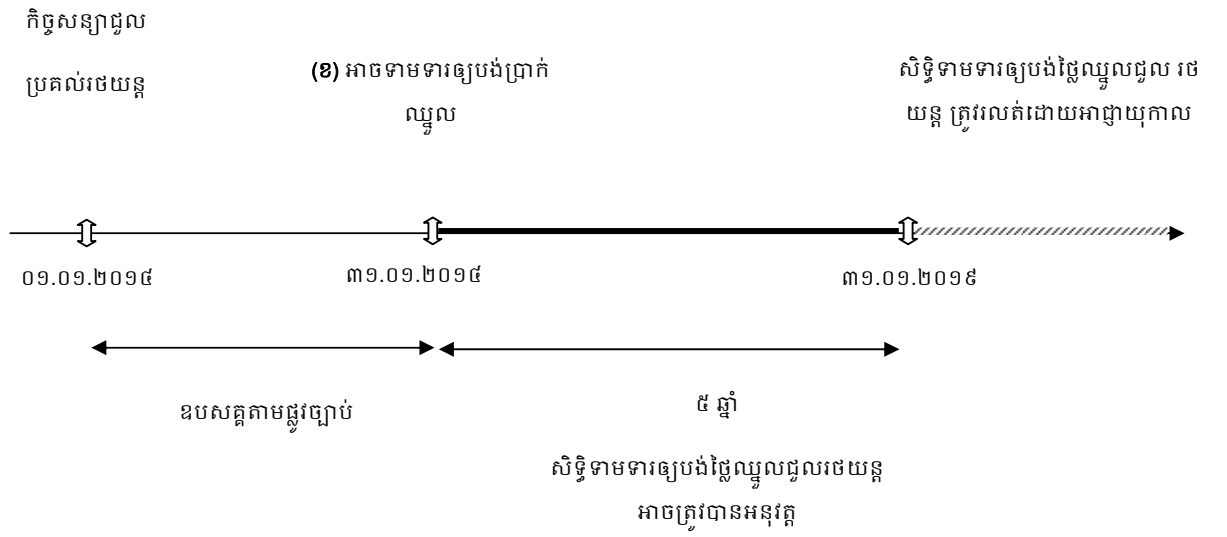 កិច្ចសន្យាជួល
ប្រគល់រថយន្ត
(ខ) អាចទាមទារឲ្យបង់ប្រាក់
ឈ្នួល
សិទ្ធិទាមទារឲ្យបង់ថ្លៃឈ្នួលជួល រថ
យន្ត ត្រូវរលត់ដោយអាជ្ញាយុកាល
០១.០១.២០១៤
៣១.០១.២០១៤
៣១.០១.២០១៩
ឧបសគ្គតាមផ្លូវច្បាប់
៥ ឆ្នាំ
សិទ្ធិទាមទារឲ្យបង់ថ្លៃឈ្នួលជួលរថយន្ត
អាចត្រូវបានអនុវត្ត